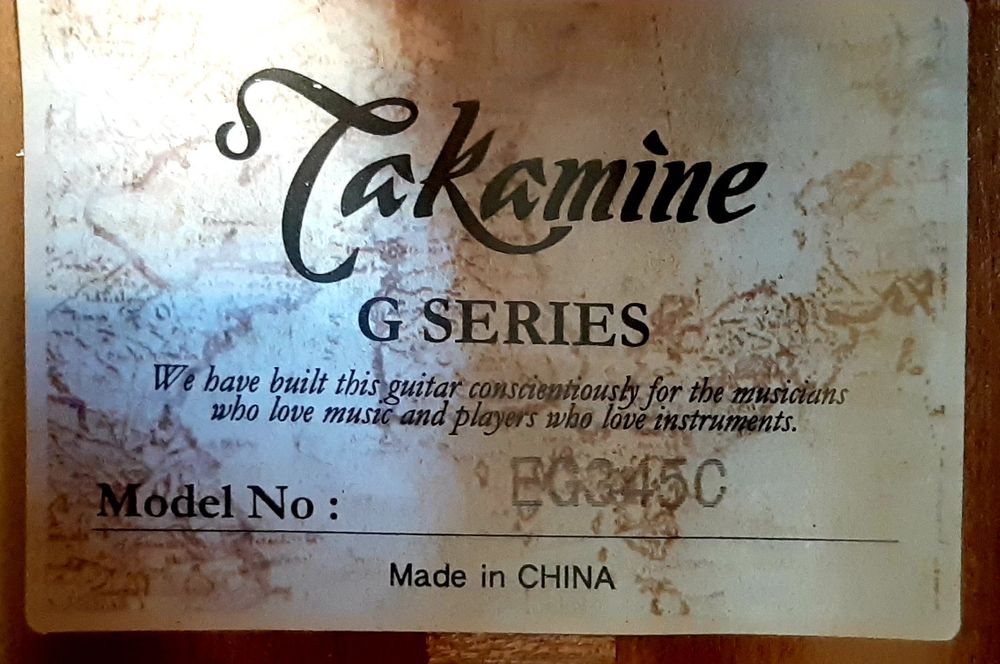 Takamine
G SERIES
We have built this guitar conscientiously for the musicians
who love music and players who love instruments.
Model No : EG345C
Made in CHINA